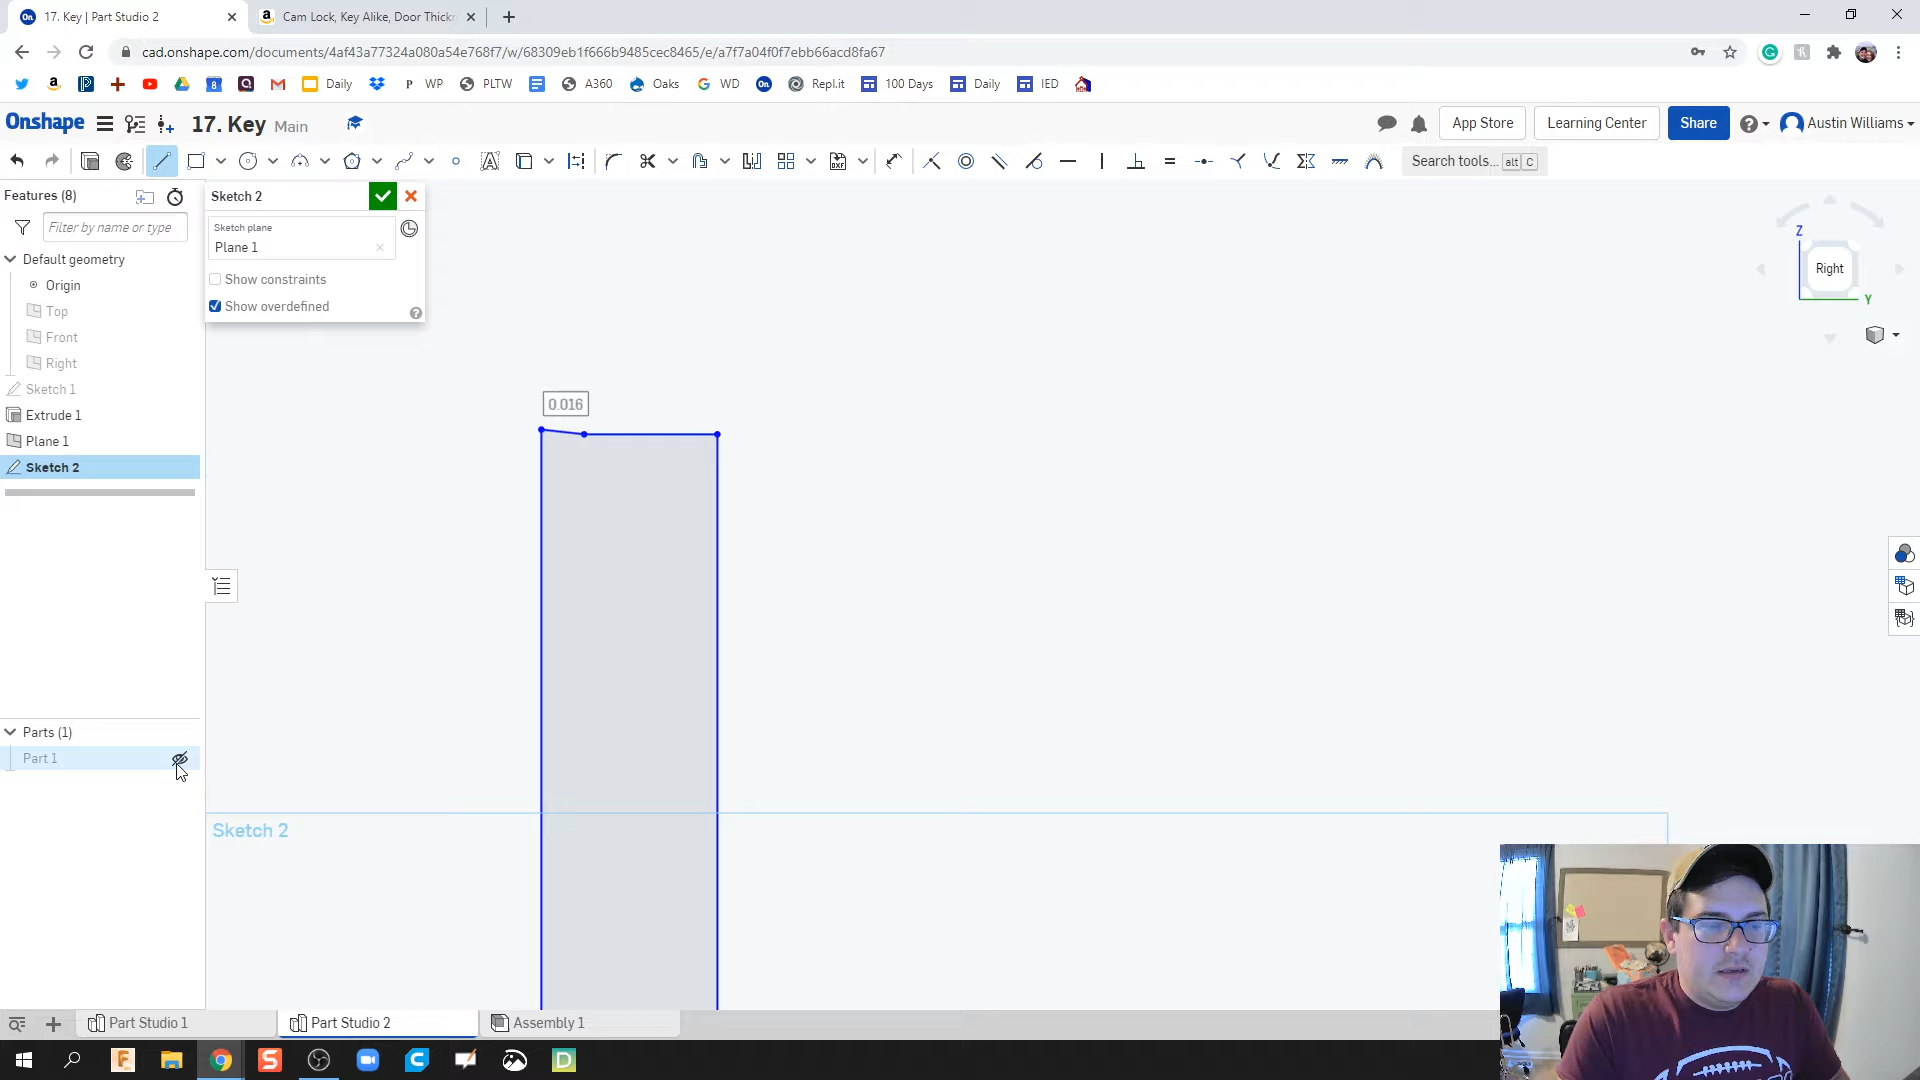 17. Key | Part Studio 2
Cam Lock, Key Alike, Door Thickn
cad.onshape.com/documents/4af43a77324a080a54e768f7/w/68309eb1f666b9485cec8465/e/a7f7a04f0f7ebb66acd8fa67
Daily
WP
PLTW
A360
Oaks
WD
Repl.it
100 Days
Daily
IED
Onshape
17. Key Main
App Store
Learning Center
Share
Austin Williams
Search tools... alt C
Features (8)
Filter by name or type
Default geometry
Origin
Top
Front
Right
Sketch 1
Extrude 1
Plane 1
Sketch 2
Sketch 2
Sketch plane
Plane 1
Show constraints
Show overdefined
0.016
Z
Right
Y
Parts (1)
Part 1
Sketch 2
Part Studio 1
Part Studio 2
Assembly 1